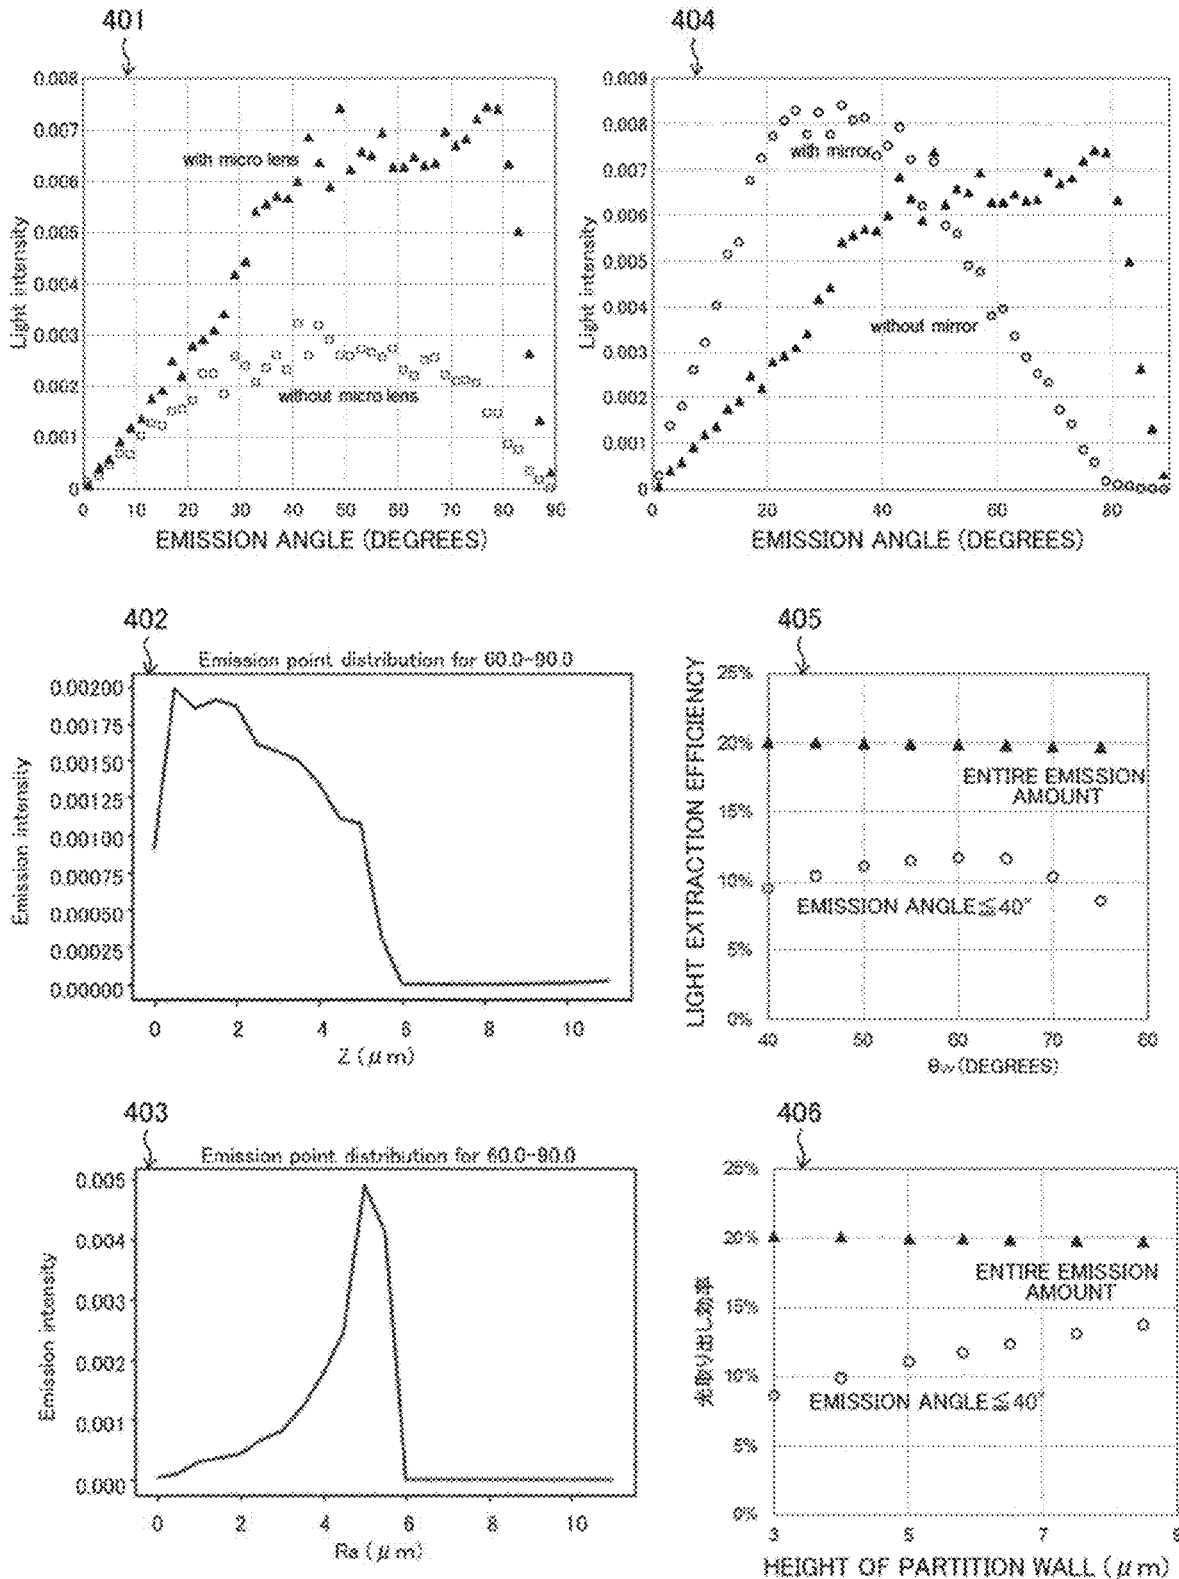 401
0.008
0.007
0.006
0.005
0.004
0.003
0.002
0.001
0
Light intensity
with micro lens
without micro lens
0 10 20 30 40 50 60 70 80 90
EMISSION ANGLE (DEGREES)
404
0.009
0.008
0.007
0.006
0.005
0.004
0.003
0.002
0.001
0
Light intensity
with mirror
without mirror
0 20 40 60 80
EMISSION ANGLE (DEGREES)
402
Emission point distribution for 60.0-90.0
0.00200
0.00175
0.00150
0.00125
0.00100
0.00075
0.00050
0.00025
0.00000
Emission intensity
0 2 4 6 8 10
Z (μm)
405
25%
20%
15%
10%
5%
0%
LIGHT EXTRACTION EFFICIENCY
ENTIRE EMISSION
AMOUNT
EMISSION ANGLE≦40°
40 50 60 70 80
(DEGREES)
403
Emission point distribution for 60.0-90.0
0.005
0.004
0.003
0.002
0.001
0.000
Emission intensity
0 2 4 6 8 10
Ra (μm)
406
25%
20%
15%
10%
5%
0%
光取り出し効率
ENTIRE EMISSION
AMOUNT
EMISSION ANGLE≦40°
3 5 7 9
HEIGHT OF PARTITION WALL (μm)